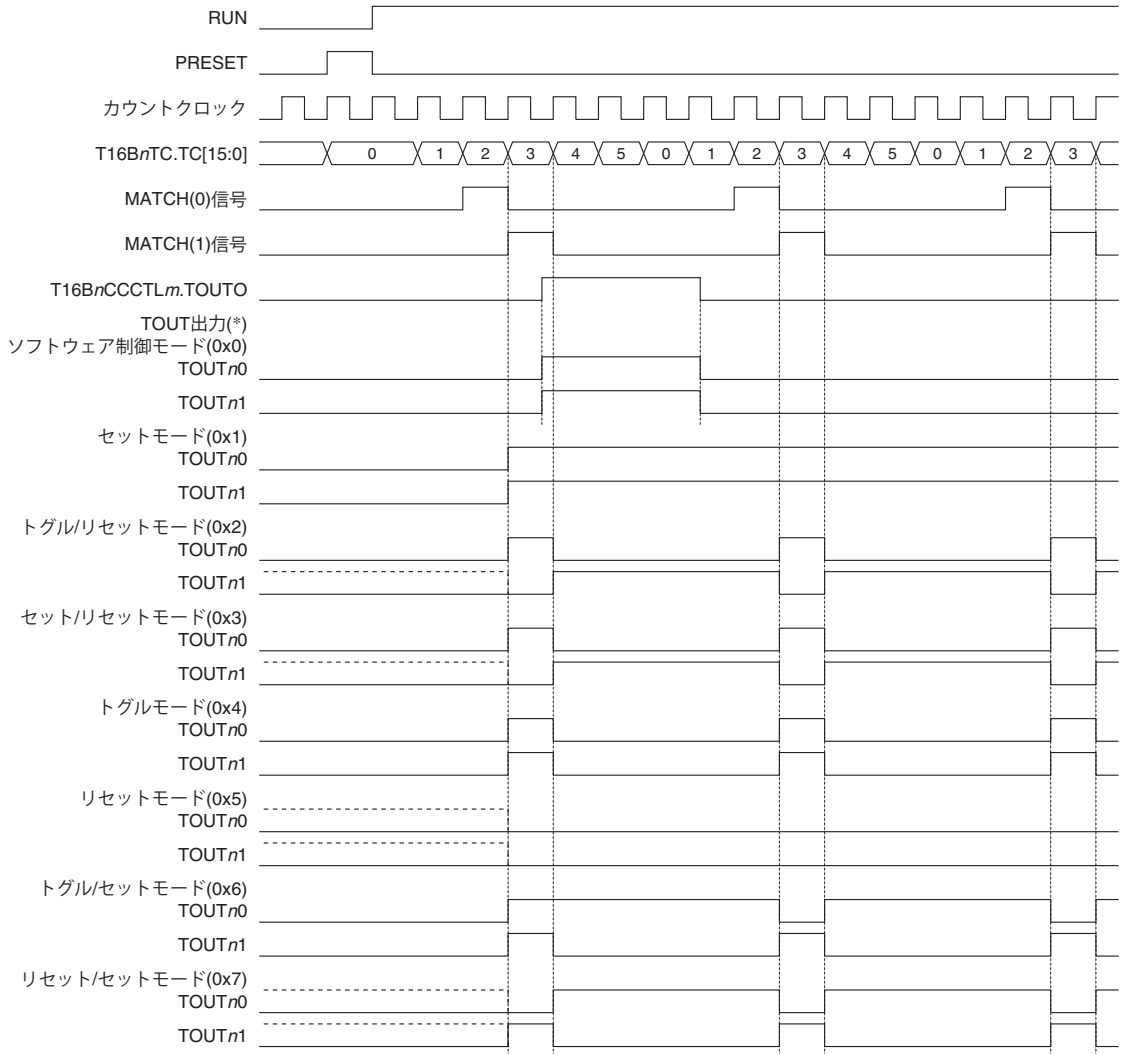 RUN
PRESET
カウントクロック
T16BnTC.TC[15:0] 0 1 2 3 4 5 0 1 2 3 4 5 0 1 2 3
MATCH(0)信号
MATCH(1)信号
T16BnCCCTLm.TOUTO
TOUT出力(*)
ソフトウェア制御モード(0x0)
TOUTn0
TOUTn1
セットモード(0x1)
TOUTn0
TOUTn1
トグル/リセットモード(0x2)
TOUTn0
TOUTn1
セット/リセットモード(0x3)
TOUTn0
TOUTn1
トグルモード(0x4)
TOUTn0
TOUTn1
リセットモード(0x5)
TOUTn0
TOUTn1
トグル/セットモード(0x6)
TOUTn0
TOUTn1
リセット/セットモード(0x7)
TOUTn0
TOUTn1